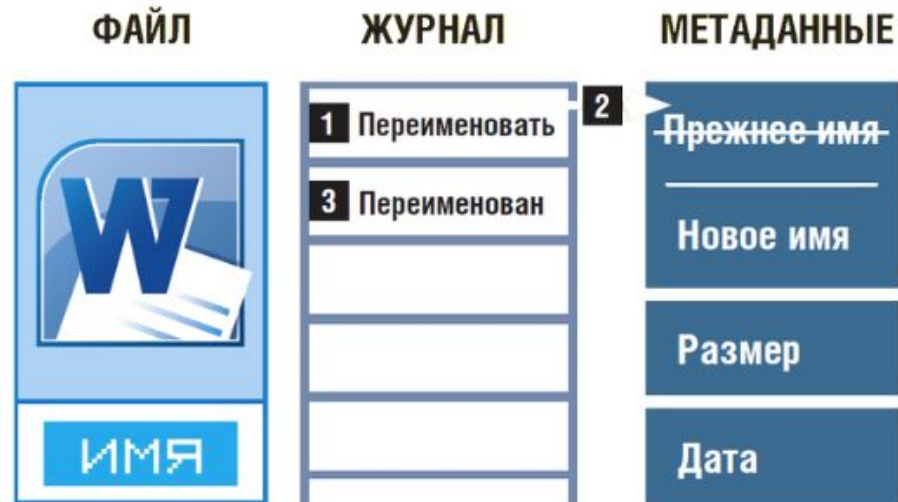 ФАЙЛ
ЖУРНАЛ
МЕТАДАННЫЕ
W
ИМЯ
1 Переименовать
3 Переименован
2
Прежнее имя
Новое имя
Размер
Дата